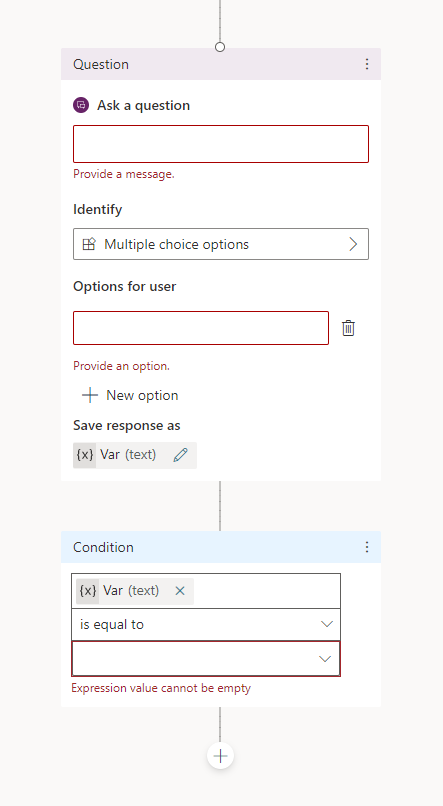 Question
Ask a question
Provide a message.
Identify
Multiple choice options
Options for user
Provide an option.
New option
Save response as
{x} Var (text)
Condition
{x} Var (text)
is equal to
Expression value cannot be empty